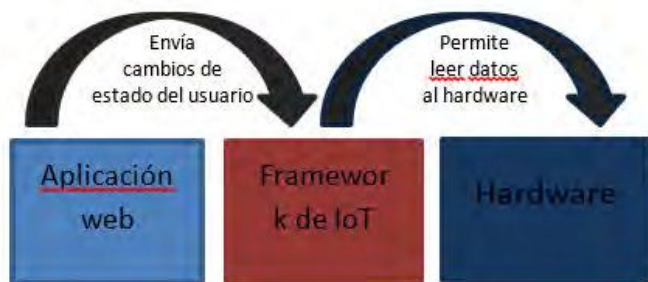 Envía
cambios de
estado del usuario
Permite
leer datos
al hardware
Aplicación
web
Framewor
k de IoT
Hardware